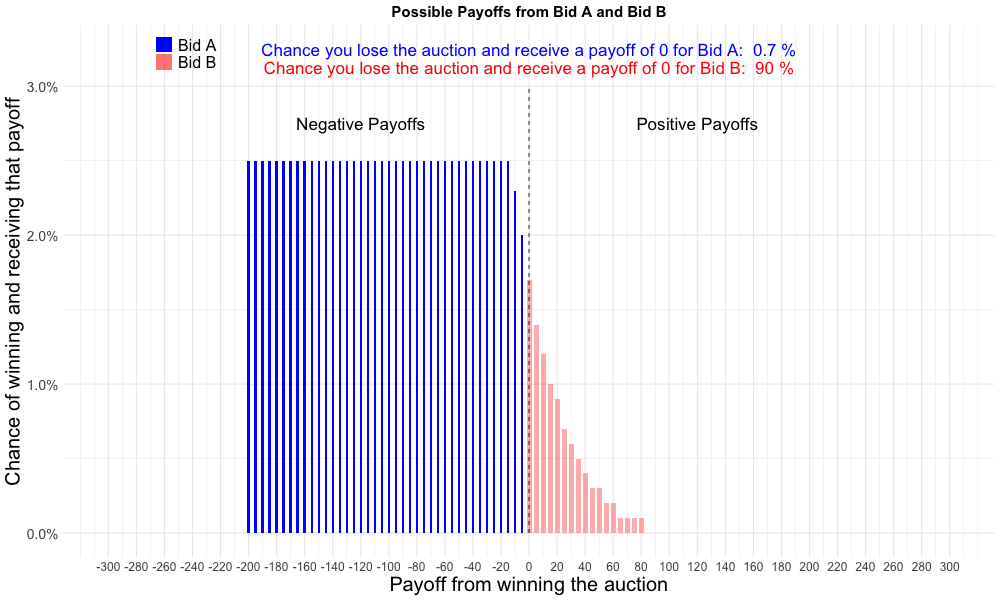 Possible Payoffs from Bid A and Bid B
Bid A
Bid B
Chance you lose the auction and receive a payoff of 0 for Bid A:  0.7 %
Chance you lose the auction and receive a payoff of 0 for Bid B:  90 %
Negative Payoffs
Positive Payoffs
Chance of winning and receiving that payoff
3.0%
2.0%
1.0%
0.0%
-300 -280 -260 -240 -220 -200 -180 -160 -140 -120 -100 -80 -60 -40 -20 0 20 40 60 80 100 120 140 160 180 200 220 240 260 280 300
Payoff from winning the auction